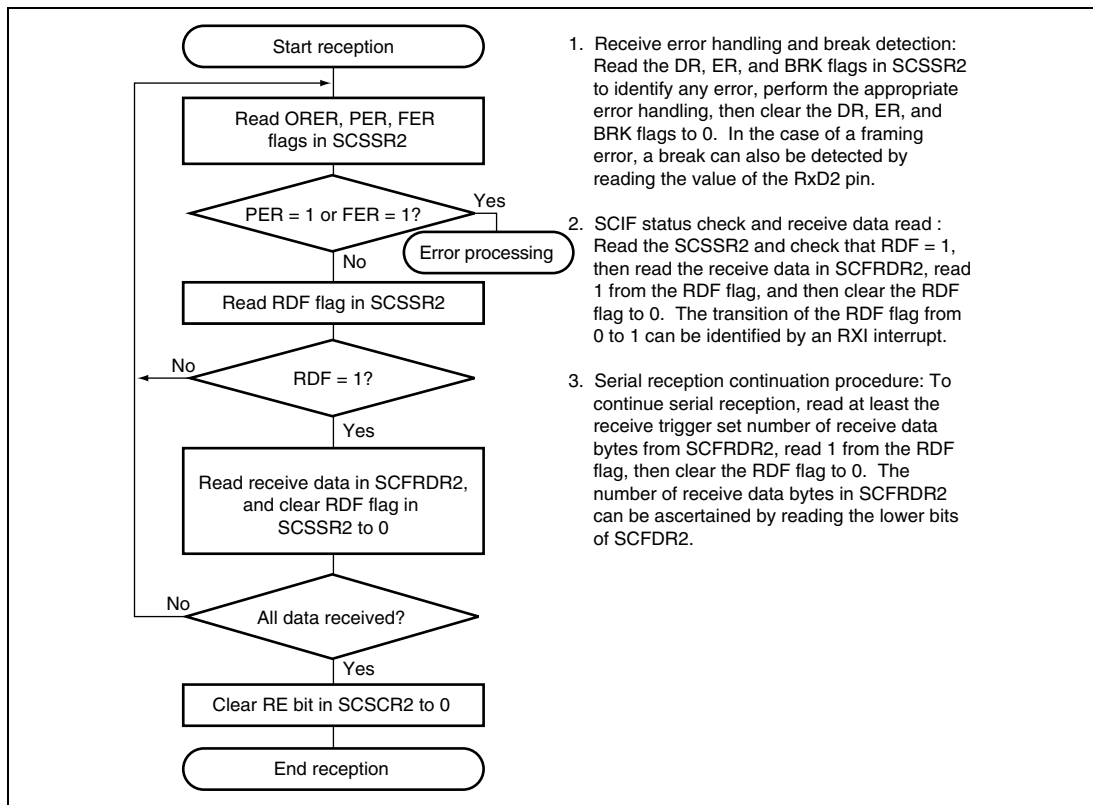 Start reception
Read ORER, PER, FER
flags in SCSSR2
PER = 1 or FER = 1?
Yes
Error processing
No
Read RDF flag in SCSSR2
No
RDF = 1?
Yes
Read receive data in SCFRDR2,
and clear RDF flag in
SCSSR2 to 0
No
All data received?
Yes
Clear RE bit in SCSCR2 to 0
End reception
1. Receive error handling and break detection:
Read the DR, ER, and BRK flags in SCSSR2
to identify any error, perform the appropriate
error handling, then clear the DR, ER, and
BRK flags to 0. In the case of a framing
error, a break can also be detected by
reading the value of the RxD2 pin.
2. SCIF status check and receive data read :
Read the SCSSR2 and check that RDF = 1,
then read the receive data in SCFRDR2, read
1 from the RDF flag, and then clear the RDF
flag to 0. The transition of the RDF flag from
0 to 1 can be identified by an RXI interrupt.
3. Serial reception continuation procedure: To
continue serial reception, read at least the
receive trigger set number of receive data
bytes from SCFRDR2, read 1 from the RDF
flag, then clear the RDF flag to 0. The
number of receive data bytes in SCFRDR2
can be ascertained by reading the lower bits
of SCFDR2.